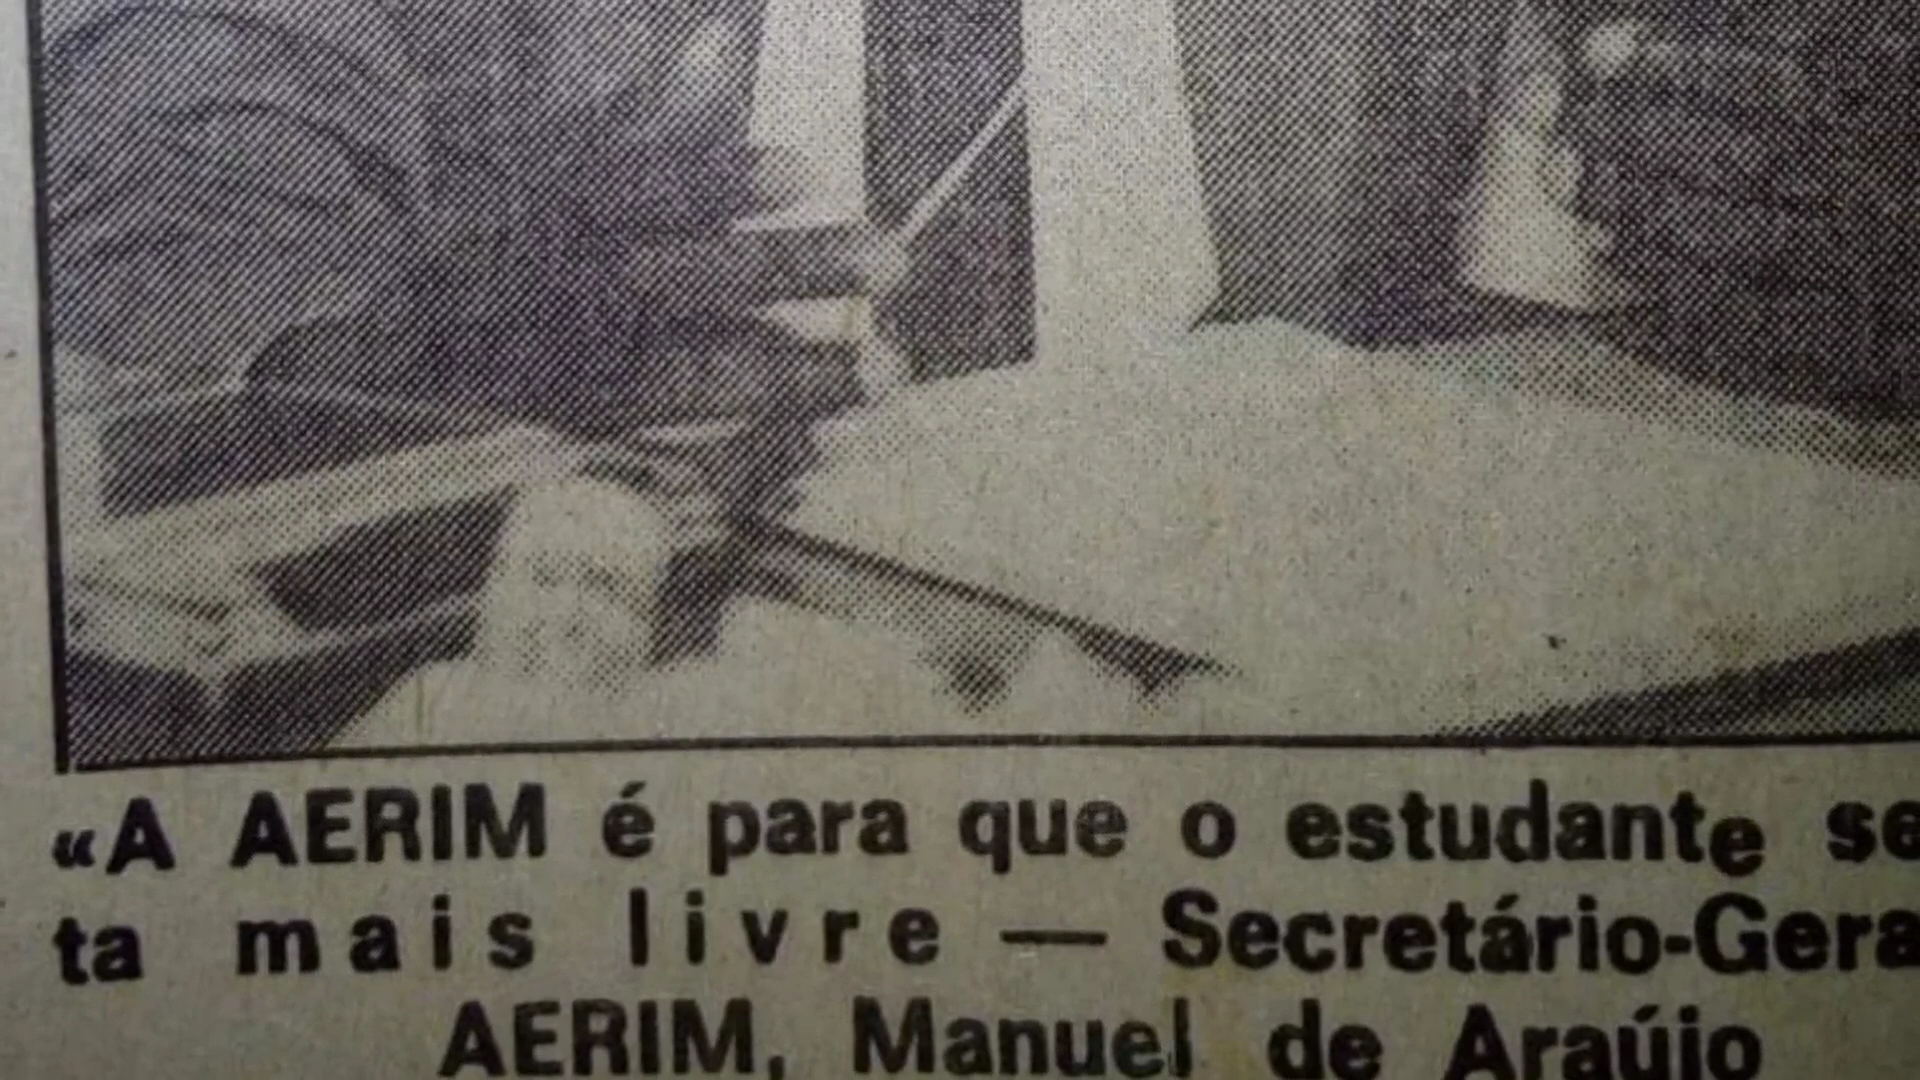 «A AERIM é para que o estudante se
ta mais livre — Secretário-Gera
AERIM, Manuel de Araújo